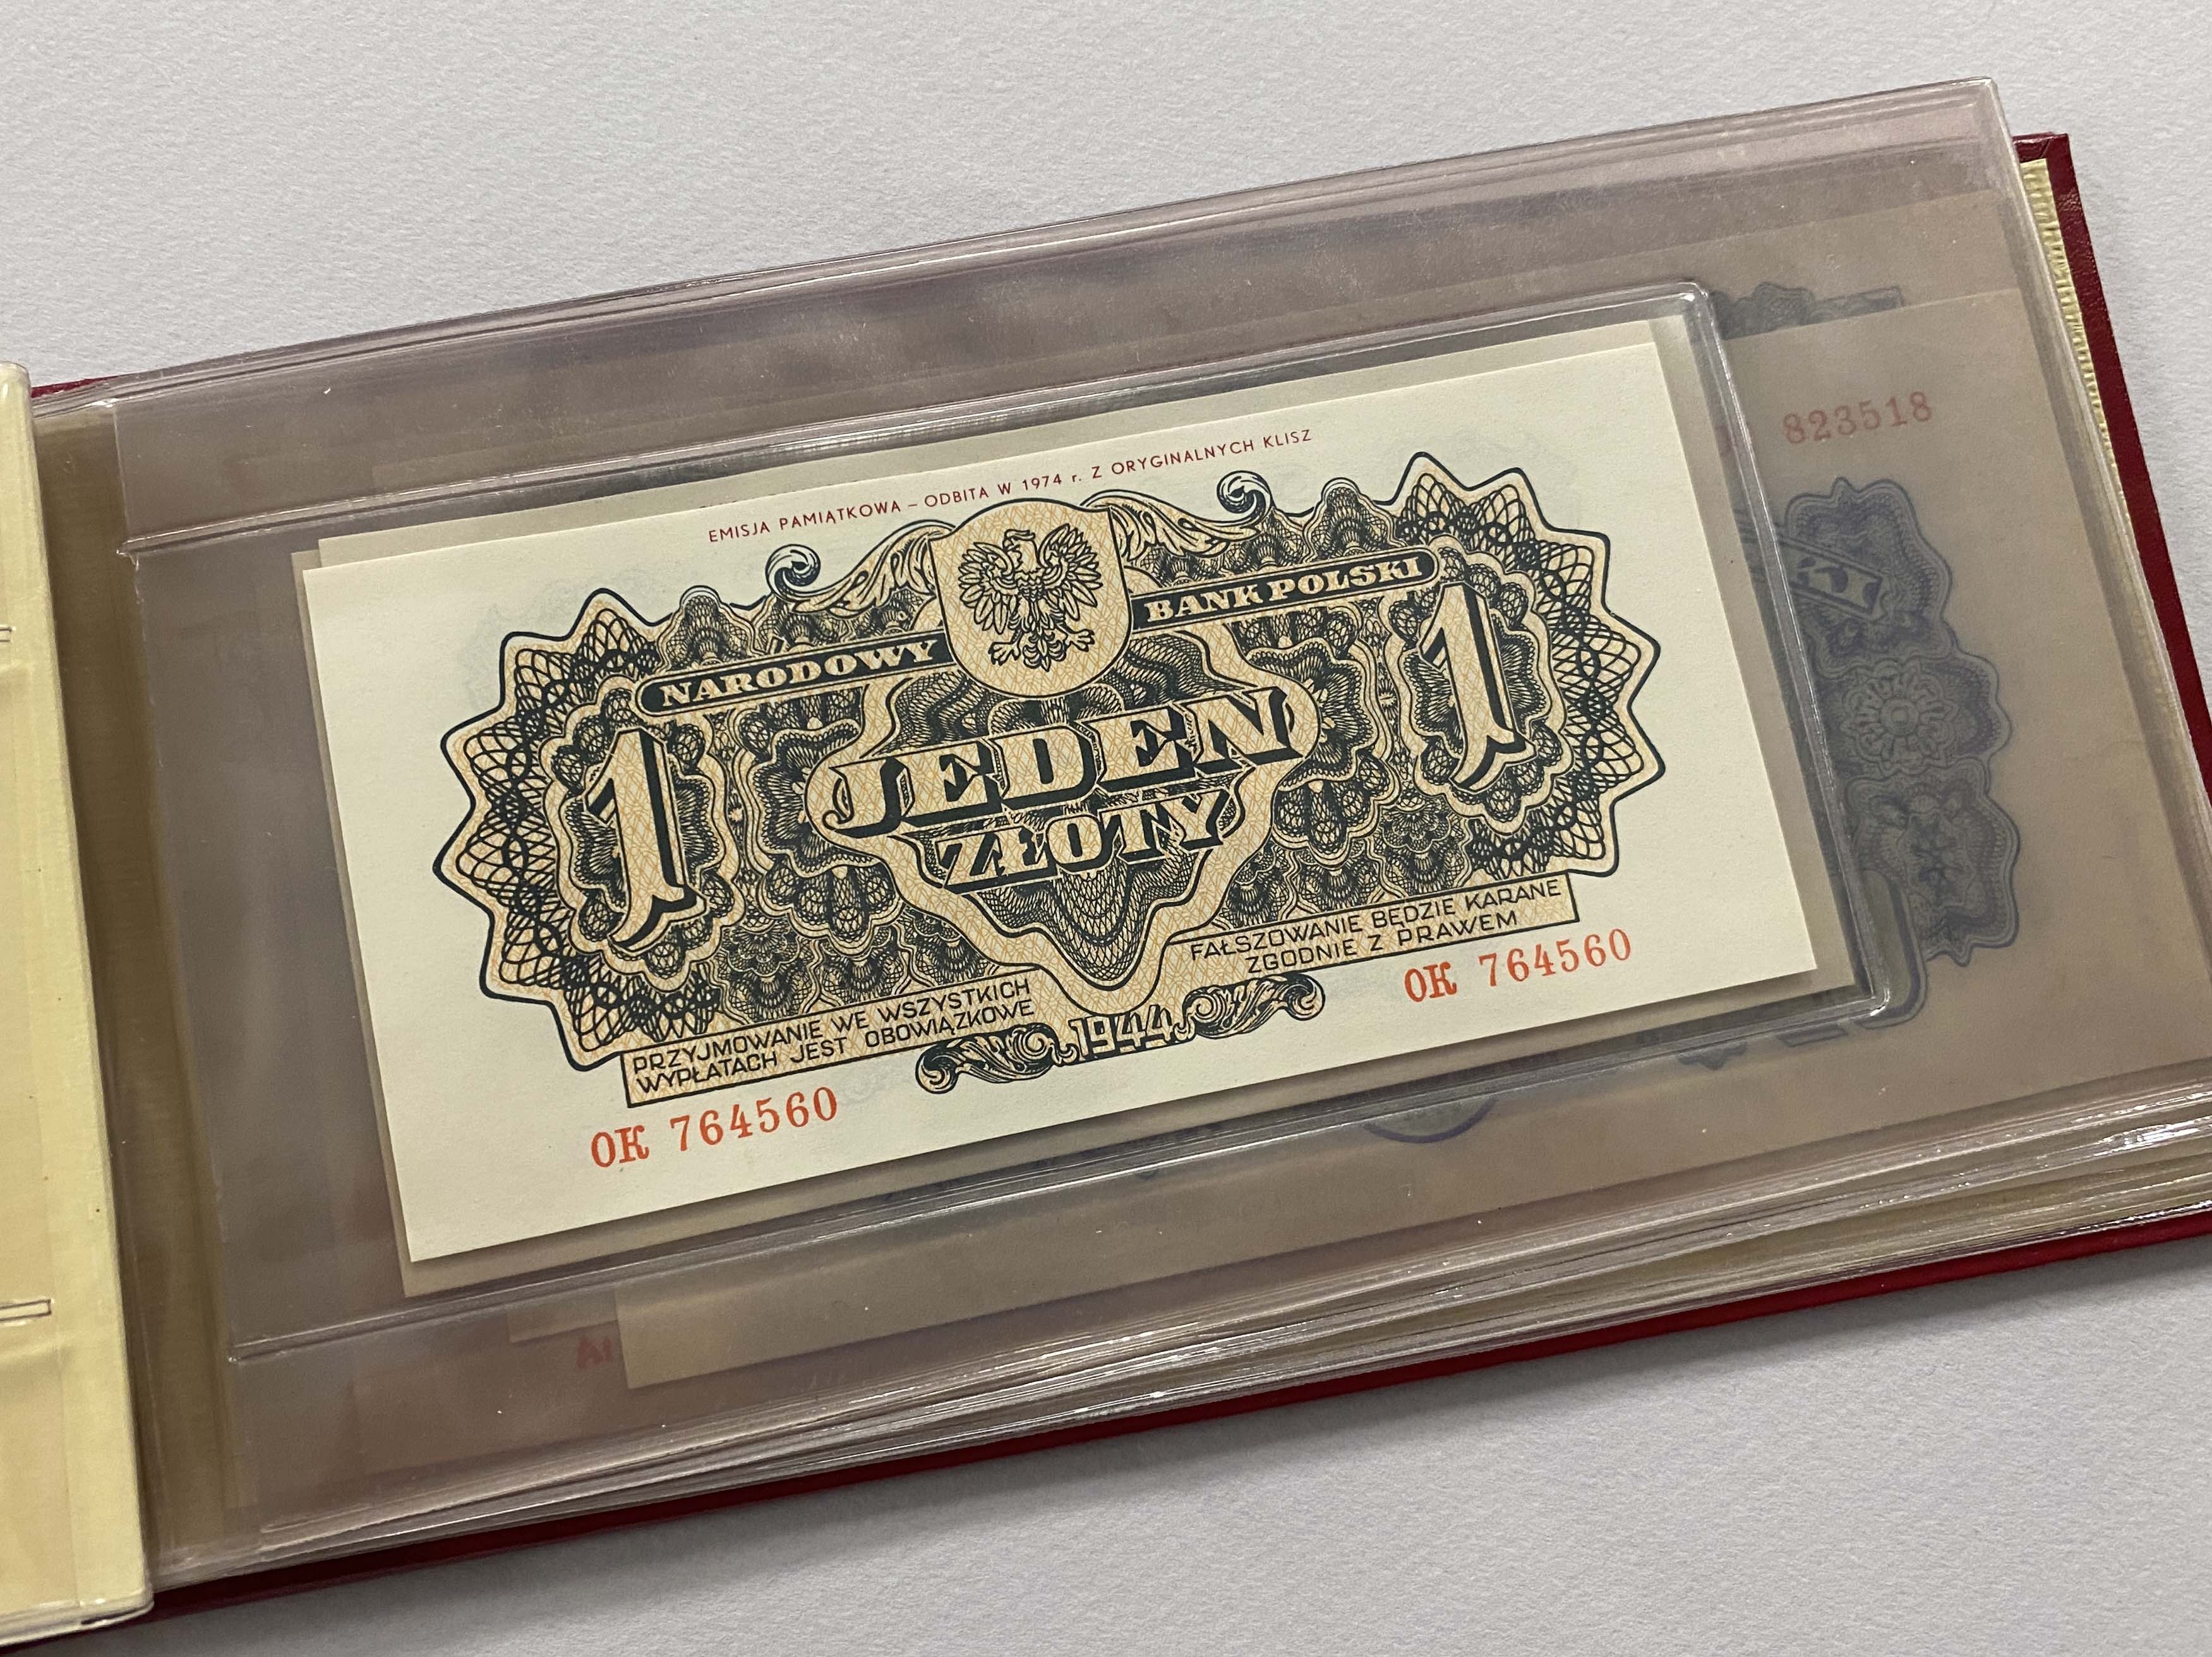 EMISJA PAMIĄTKOWA – ODBITA W 1974 r. Z ORYGINALNYCH KLISZ
NARODOWY BANK POLSKI
1 1
JEDEN
ZŁOTY
PRZYJMOWANIE WE WSZYSTKICH
WYPŁATACH JEST OBOWIĄZKOWE
FAŁSZOWANIE BĘDZIE KARANE
ZGODNIE Z PRAWEM
1944
OK 764560
OK 764560
823518